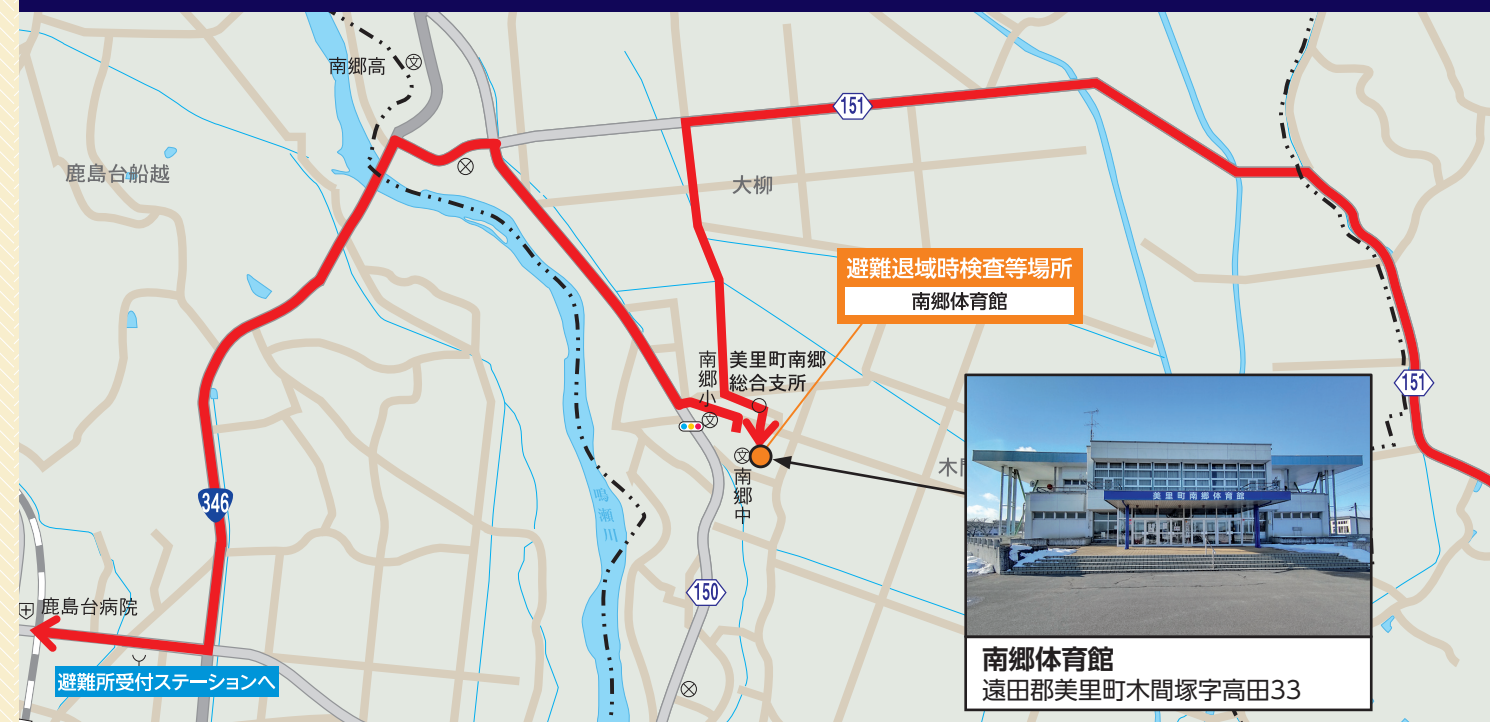 南郷高
151
鹿島台船越
大柳
避難退域時検査等場所
南郷体育館
南郷小
美里町南郷
総合支所
151
木
南郷中
美里町南郷体育館
346
鳴瀬川
150
鹿島台病院
避難所受付ステーションへ
南郷体育館
遠田郡美里町木間塚字高田33